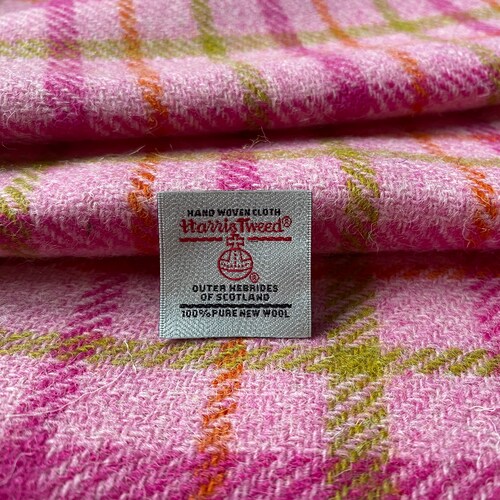 HAND WOVEN CLOTH
Harris Tweed®
®
OUTER HEBRIDES
OF SCOTLAND
100% PURE NEW WOOL